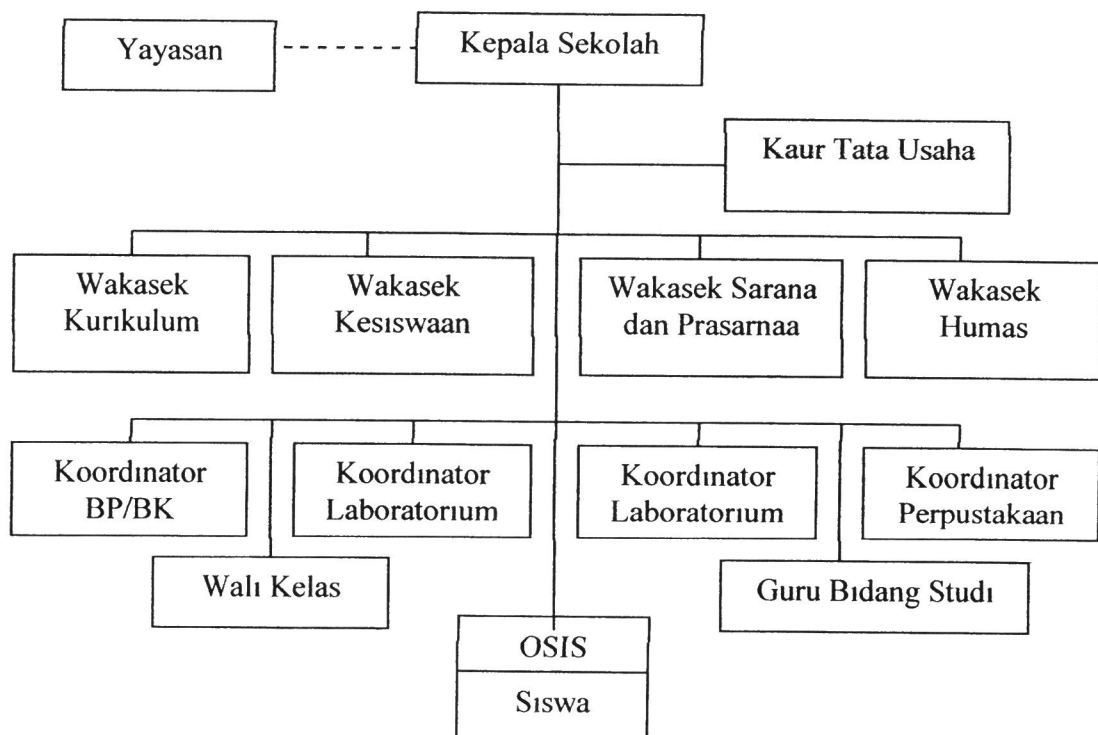 Yayasan
Kepala Sekolah
Kaur Tata Usaha
Wakasek
Kurikulum
Wakasek
Kesiswaan
Wakasek Sarana
dan Prasarnaa
Wakasek
Humas
Koordinator
BP/BK
Koordinator
Laboratorium
Koordinator
Laboratorium
Koordinator
Perpustakaan
Wali Kelas
Guru Bidang Studi
OSIS
Siswa